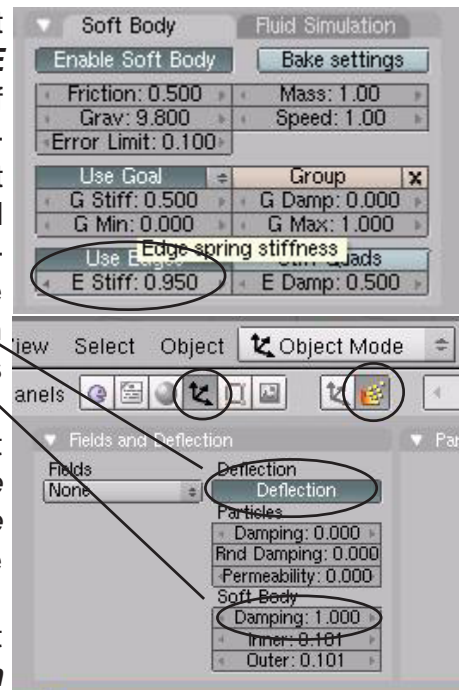 Soft Body Fluid Simulation
Enable Soft Body Bake settings
Friction: 0.500 Mass: 1.00
Grav: 9.800 Speed: 1.00
Error Limit: 0.100
Use Goal Group x
G Stiff: 0.500 G Damp: 0.000
G Min: 0.000 G Max: 1.000
Edge spring stiffness
Use Quads
E Stiff: 0.950 E Damp: 0.500
iew Select Object Object Mode
anels
Fields and Deflection Pa
Fields Deflection
None Deflection
Particles
Damping: 0.000
Rnd Damping: 0.000
Permeability: 0.000
Soft Body
Damping: 1.000
Inner: 0.101
Outer: 0.101